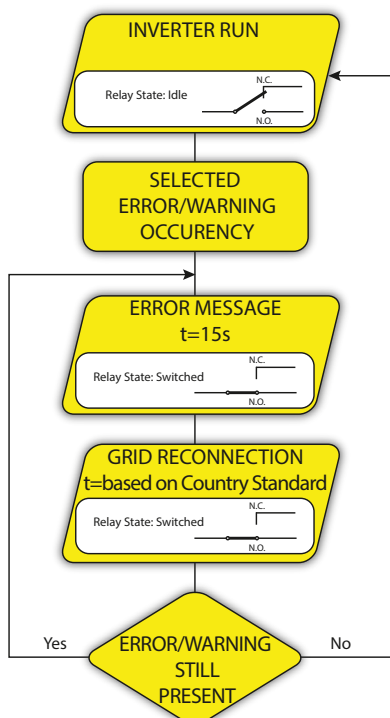 INVERTER RUN
N.C.
Relay State: Idle
N.O.
SELECTED
ERROR/WARNING
OCCURENCY
ERROR MESSAGE
t=15s
N.C.
Relay State: Switched
N.O.
GRID RECONNECTION
t=based on Country Standard
N.C.
Relay State: Switched
N.O.
Yes
No
ERROR/WARNING
STILL
PRESENT